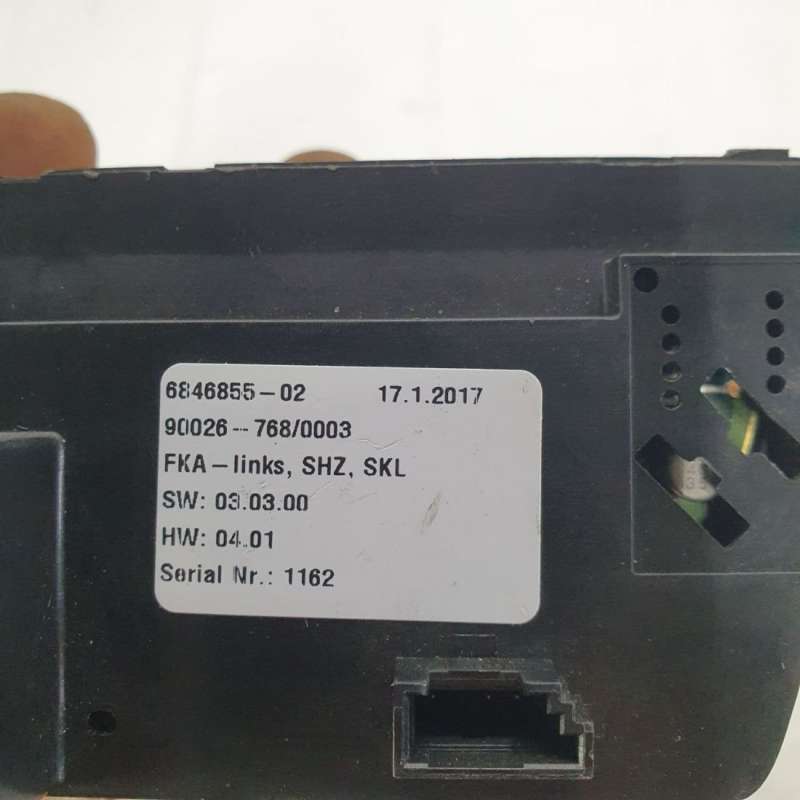 6846855-02 17.1.2017
90026-768/0003
FKA-links, SHZ, SKL
SW: 03.03.00
HW: 04.01
Serial Nr.: 1162